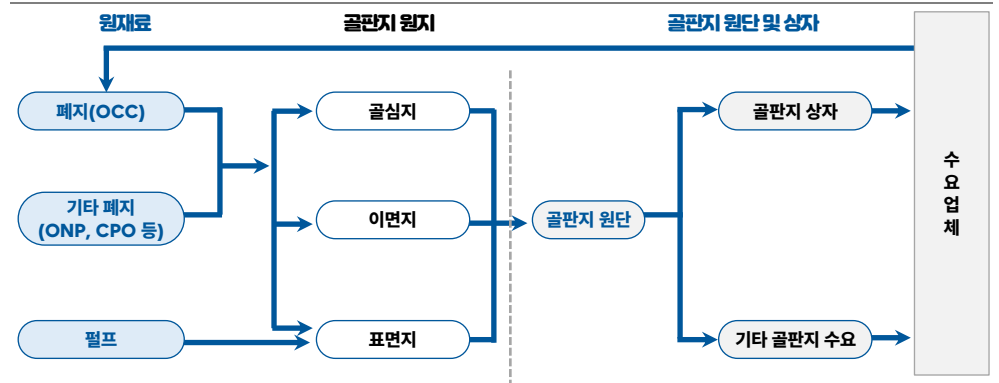 원재료
골판지 원지
골판지 원단 및 상자
폐지(OCC)
골심지
골판지 상자
기타 폐지
(ONP, CPO 등)
이면지
골판지 원단
수
요
업
체
펄프
표면지
기타 골판지 수요